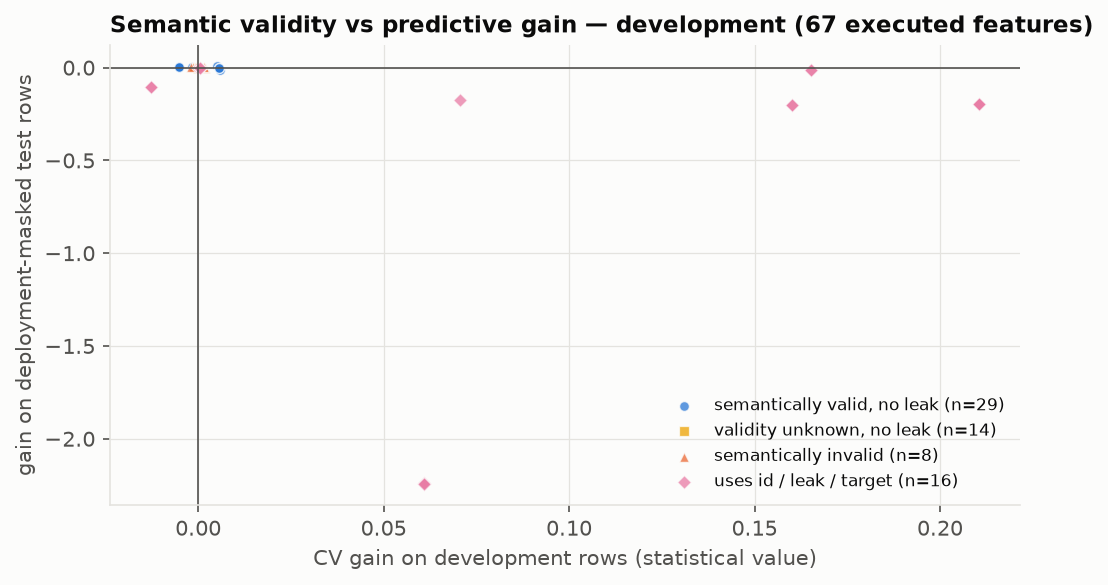 Semantic validity vs predictive gain — development (67 executed features)
gain on deployment-masked test rows
0.0
−0.5
−1.0
−1.5
−2.0
semantically valid, no leak (n=29)
validity unknown, no leak (n=14)
semantically invalid (n=8)
uses id / leak / target (n=16)
0.00 0.05 0.10 0.15 0.20
CV gain on development rows (statistical value)